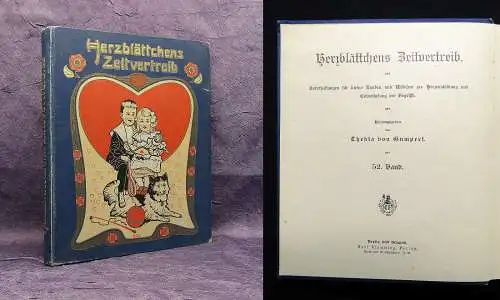 Herzblättchens
Zeitvertreib
Herzblättchens Zeitvertreib.
Unterhaltungen für kleine Knaben und Mädchen zur Herzensbildung und
Entwickelung der Begriffe.
Herausgegeben
von
Thekla von Gumpert.
52. Band.
Verlag